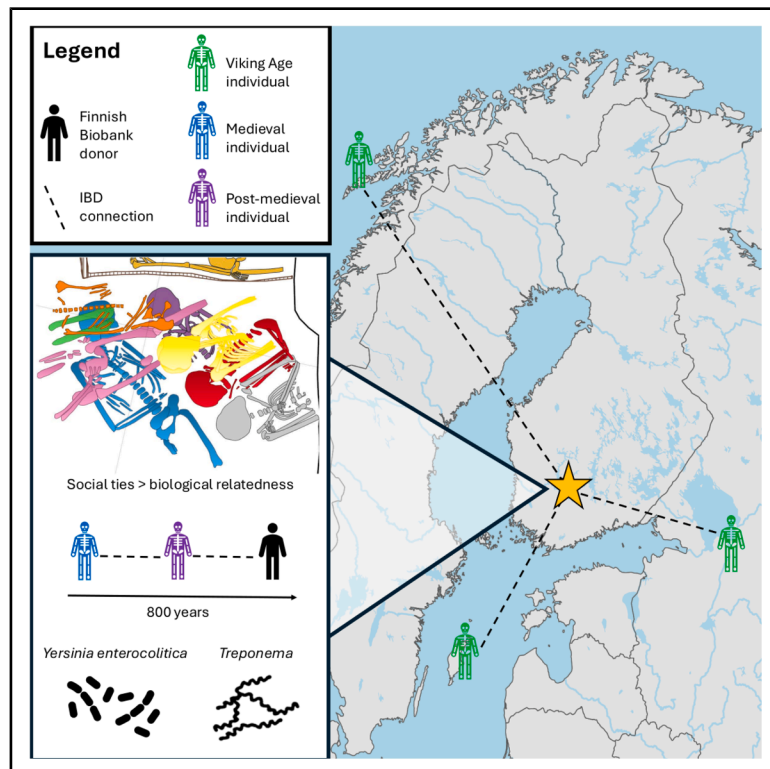 Legend
Finnish
Biobank
donor
IBD
connection
Viking Age
individual
Medieval
individual
Post-medieval
individual
Social ties > biological relatedness
800 years
Yersinia enterocolitica
Treponema